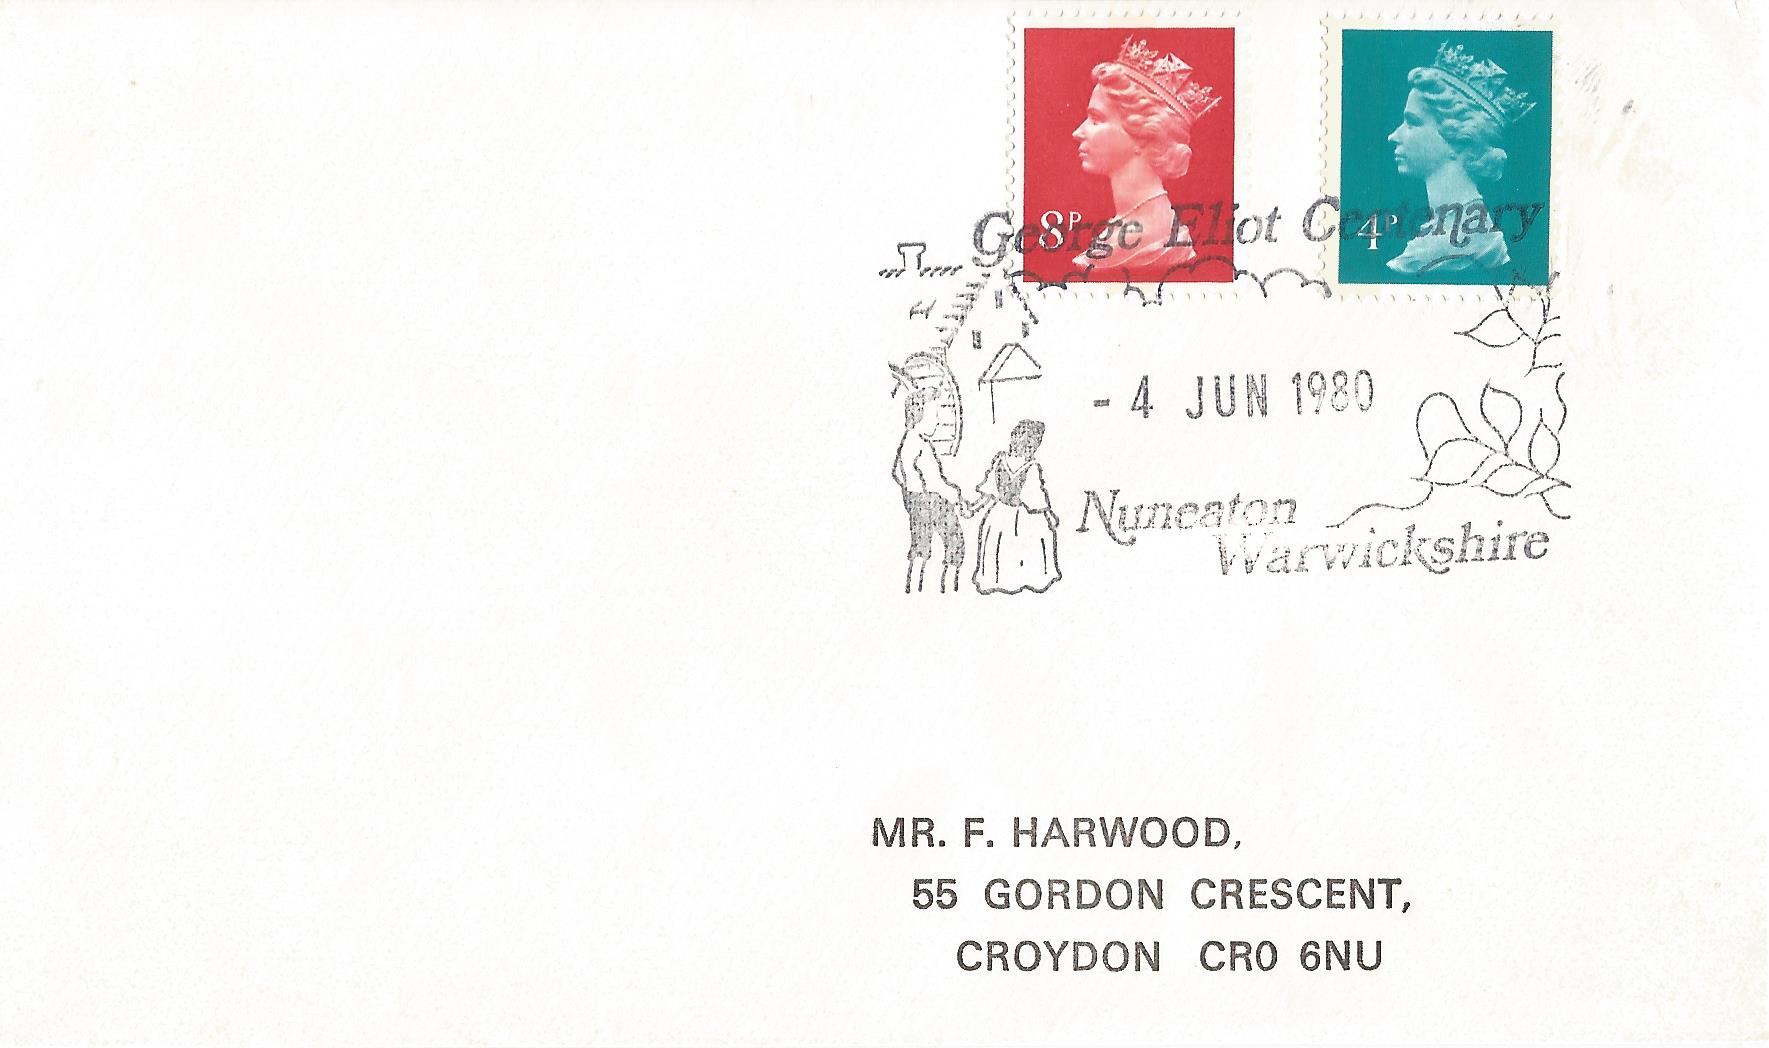 8P
4P
George Eliot Centenary
- 4 JUN 1980
Nuneaton
Warwickshire
MR. F. HARWOOD,
55 GORDON CRESCENT,
CROYDON CR0 6NU